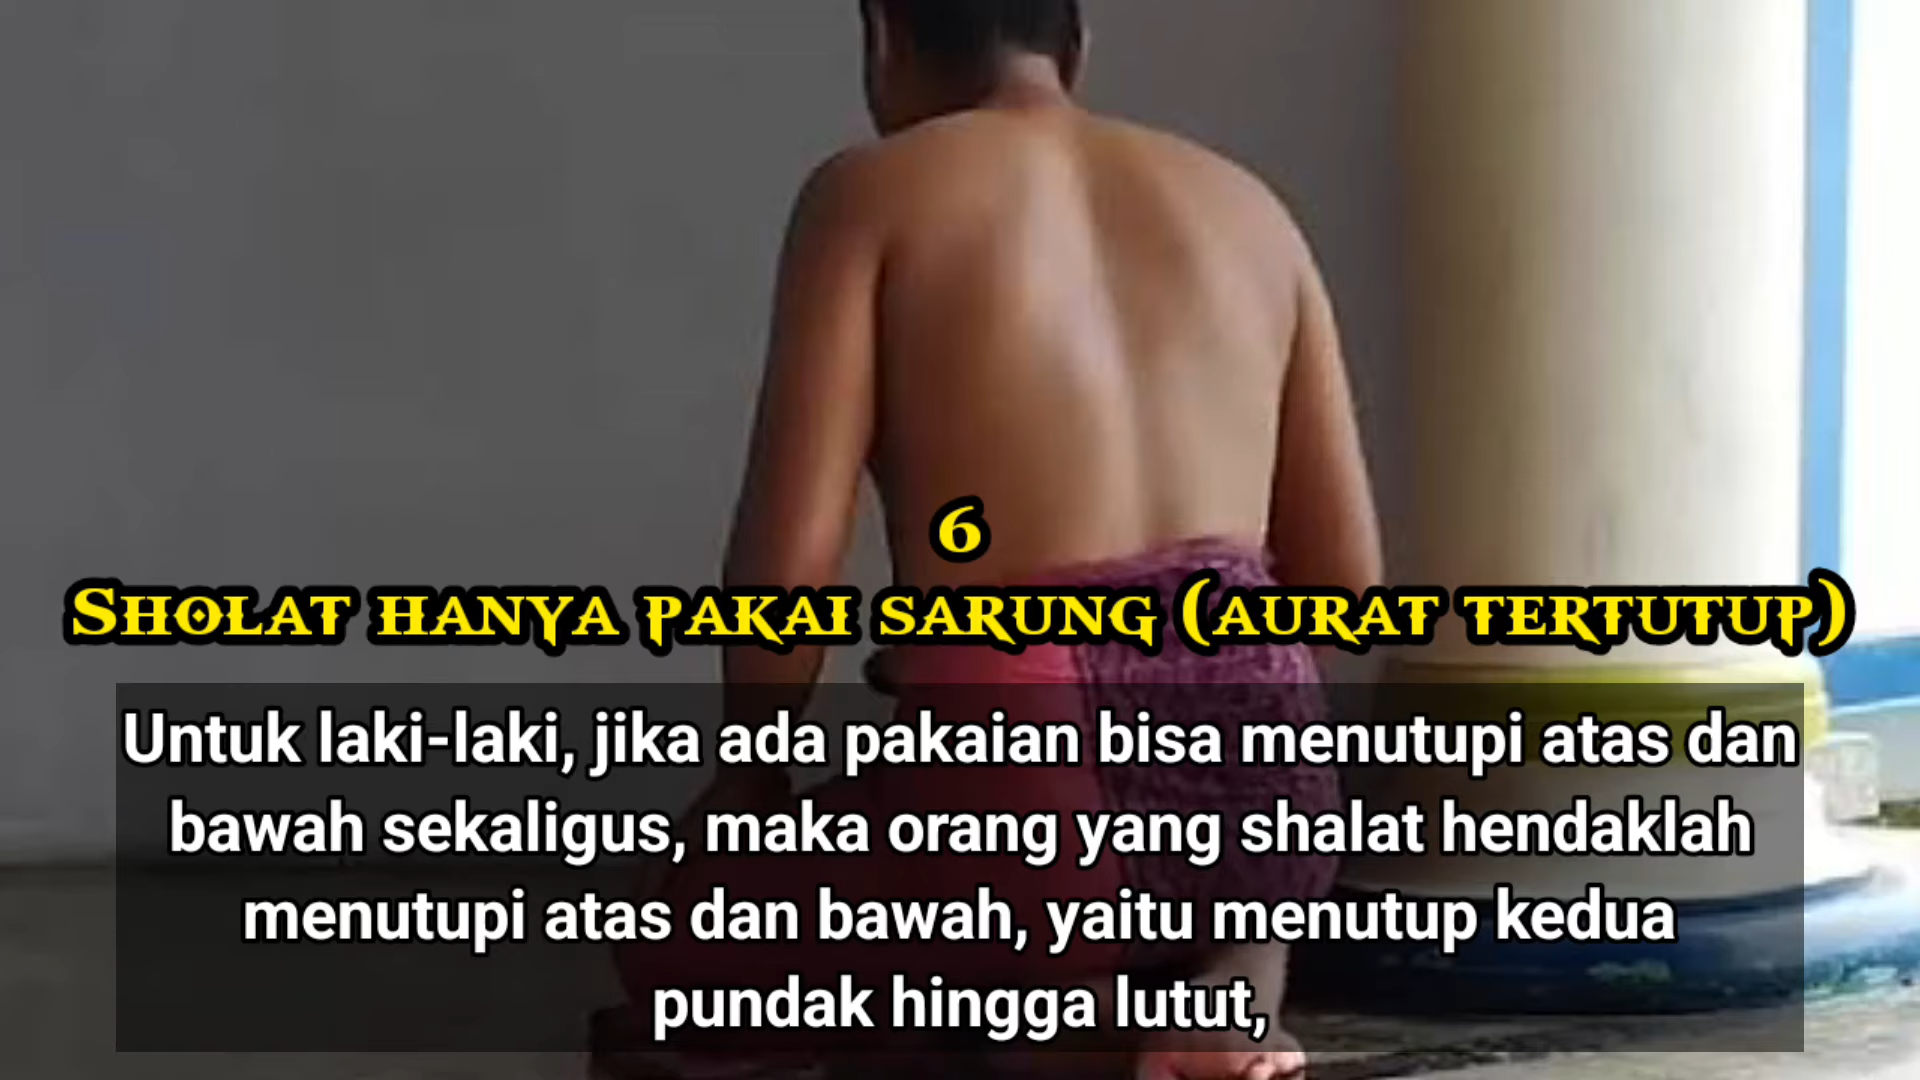 6
Sholat hanya pakai sarung (aurat tertutup)
Untuk laki-laki, jika ada pakaian bisa menutupi atas dan
bawah sekaligus, maka orang yang shalat hendaklah
menutupi atas dan bawah, yaitu menutup kedua
pundak hingga lutut,